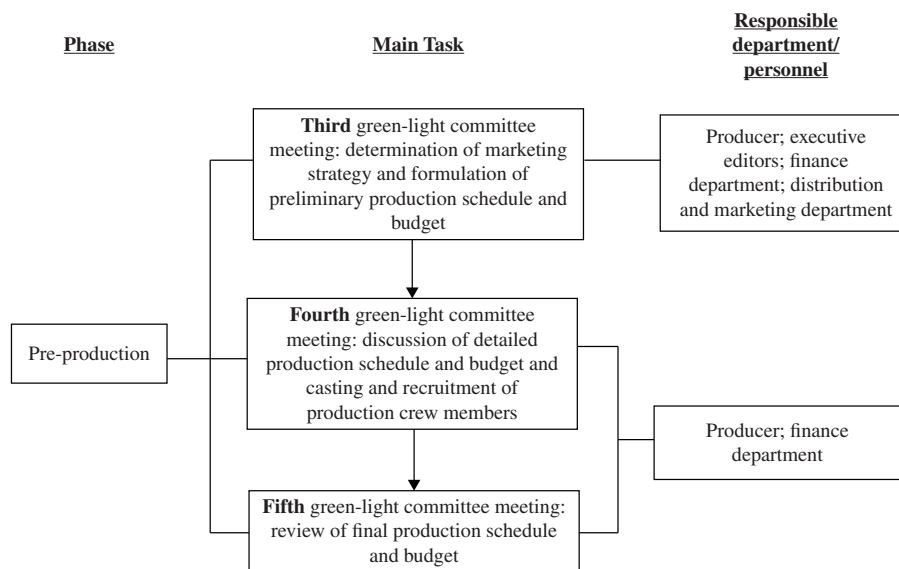 Phase
Main Task
Responsible
department/
personnel
Third green-light committee
meeting: determination of marketing
strategy and formulation of
preliminary production schedule and
budget
Producer; executive
editors; finance
department; distribution
and marketing department
Pre-production
Fourth green-light committee
meeting: discussion of detailed
production schedule and budget and
casting and recruitment of
production crew members
Producer; finance
department
Fifth green-light committee meeting:
review of final production schedule
and budget